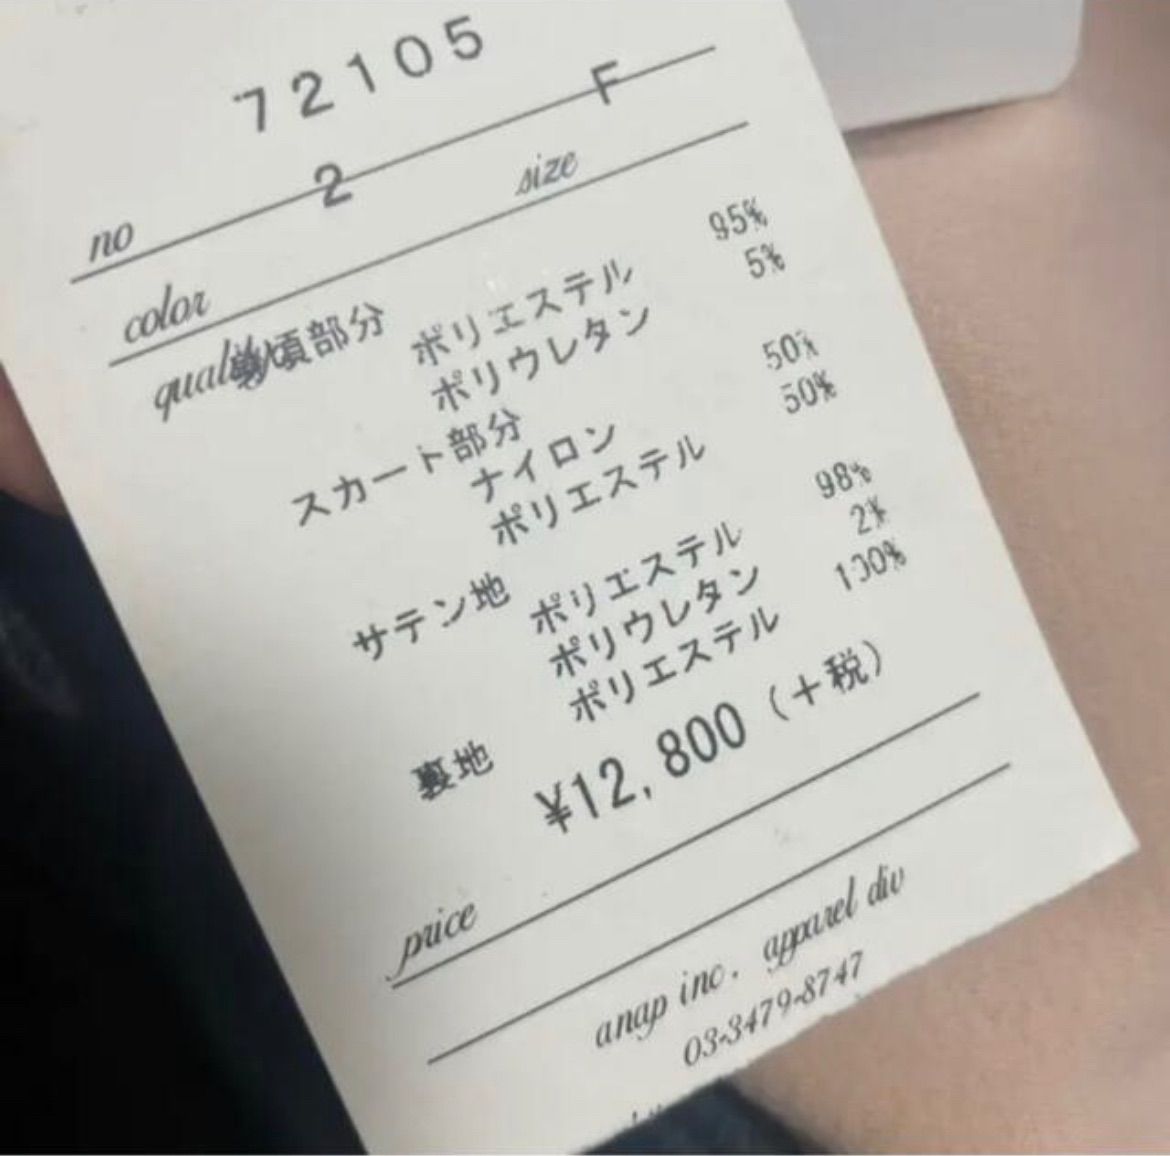 72105
no 2 F
color size
quality 身頃部分 ポリエステル 95%
ポリウレタン 5%
スカート部分
ナイロン 50%
ポリエステル 50%
サテン地 ポリエステル 98%
ポリウレタン 2%
裏地 ポリエステル 100%
¥12,800(+税)
price
anap inc. apparel div
03-3479-8747